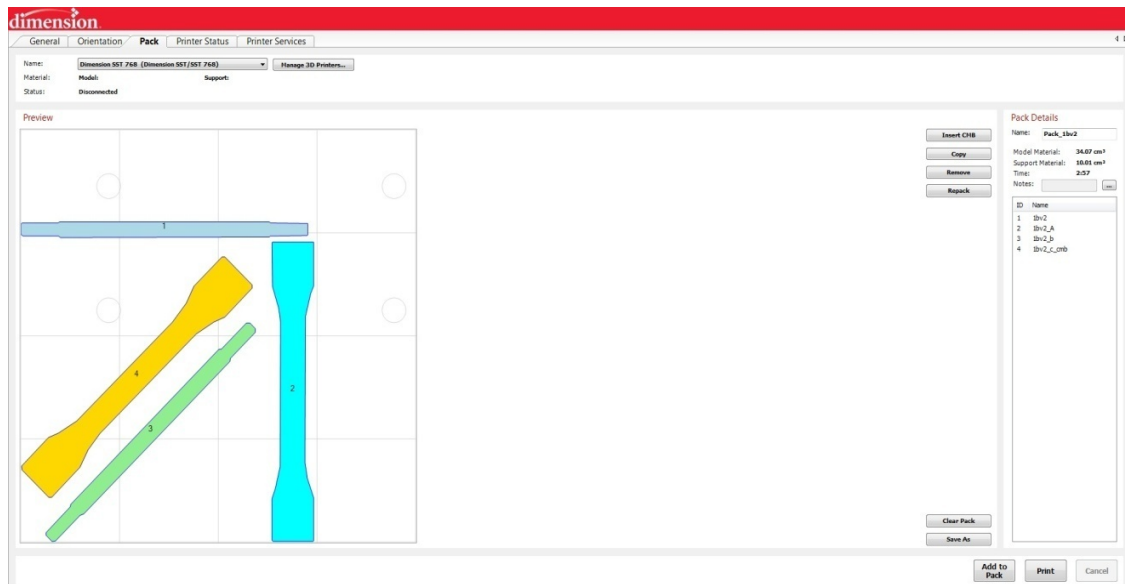 dimension
General Orientation Pack Printer Status Printer Services
Name: Dimension SST 768 (Dimension SST/SST 768) Manage 3D Printers...
Material: Model: Support:
Status: Disconnected
Preview
1
2
3
4
Insert CMB
Copy
Remove
Repack
Clear Pack
Save As
Pack Details
Name: Pack_1bv2
Model Material: 34.07 cm³
Support Material: 10.01 cm³
Time: 2:57
Notes: ...
ID Name
1 1bv2
2 1bv2_A
3 1bv2_b
4 1bv2_c_cmb
Add to
Pack
Print
Cancel